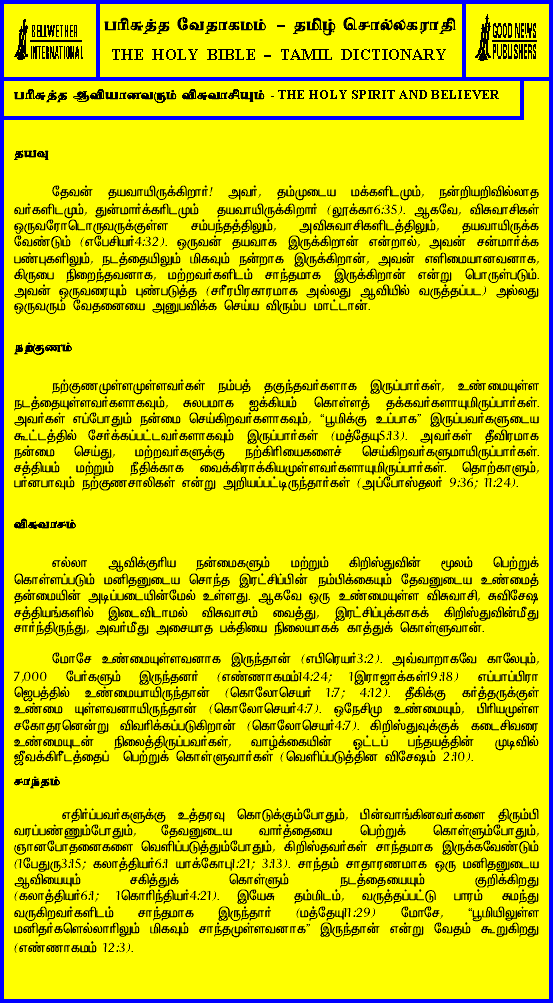 BELLWETHER
INTERNATIONAL
பரிசுத்த வேதாகமம் – தமிழ் சொல்லகராதி
THE HOLY BIBLE – TAMIL DICTIONARY
GOOD NEWS
PUBLISHERS
பரிசுத்த ஆவியானவரும் விசுவாசியும் - THE HOLY SPIRIT AND BELIEVER
தயவு
தேவன் தயவாயிருக்கிறார்! அவர், தம்முடைய மக்களிடமும், நன்றியறிவில்லாத
வர்களிடமும், துன்மார்க்கரிடமும் தயவாயிருக்கிறார் (லூக்கா6:35). ஆகவே, விசுவாசிகள்
ஒருவரோடொருவருக்குள்ள சம்பந்தத்திலும், அவிசுவாசிகளிடத்திலும், தயவாயிருக்க
வேண்டும் (எபேசியர்4:32). ஒருவன் தயவாக இருக்கிறான் என்றால், அவன் சன்மார்க்க
பண்புகளிலும், நடத்தையிலும் மிகவும் நன்றாக இருக்கிறான், அவன் எளிமையானவனாக,
கிருபை நிறைந்தவனாக, மற்றவர்களிடம் சாந்தமாக இருக்கிறான் என்று பொருள்படும்.
அவன் ஒருவரையும் புண்படுத்த (சரீரபிரகாரமாக அல்லது ஆவியில் வருத்தப்பட) அல்லது
ஒருவரும் வேதனையை அனுபவிக்க செய்ய விரும்ப மாட்டான்.
நற்குணம்
நற்குணமுள்ளமுள்ளவர்கள் நம்பத் தகுந்தவர்களாக இருப்பார்கள், உண்மையுள்ள
நடத்தையுள்ளவர்களாகவும், சுலபமாக ஐக்கியம் கொள்ளத் தக்கவர்களாயுமிருப்பார்கள்.
அவர்கள் எப்போதும் நன்மை செய்கிறவர்களாகவும், “பூமிக்கு உப்பாக” இருப்பவர்களுடைய
கூட்டத்தில் சேர்க்கப்பட்டவர்களாகவும் இருப்பார்கள் (மத்தேயு5:13). அவர்கள் தீவிரமாக
நன்மை செய்து, மற்றவர்களுக்கு நற்கிரியைகளைச் செய்கிறவர்களுமாயிருப்பார்கள்.
சத்தியம் மற்றும் நீதிக்காக வைக்கிராக்கியமுள்ளவர்களாயுமிருப்பார்கள். தொற்காளும்,
பர்னபாவும் நற்குணசாலிகள் என்று அறியப்பட்டிருந்தார்கள் (அப்போஸ்தலர் 9:36; 11:24).
விசுவாசம்
எல்லா ஆவிக்குரிய நன்மைகளும் மற்றும் கிறிஸ்துவின் மூலம் பெற்றுக்
கொள்ளப்படும் மனிதனுடைய சொந்த இரட்சிப்பின் நம்பிக்கையும் தேவனுடைய உண்மைத்
தன்மையின் அடிப்படையின்மேல் உள்ளது. ஆகவே ஒரு உண்மையுள்ள விசுவாசி, சுவிசேஷ
சத்தியங்களில் இடைவிடாமல் விசுவாசம் வைத்து, இரட்சிப்புக்காகக் கிறிஸ்துவின்மீது
சார்ந்திருந்து, அவர்மீது அசையாத பக்தியை நிலையாகக் காத்துக் கொள்ளுவான்.
மோசே உண்மையுள்ளவனாக இருந்தான் (எபிரெயர்3:2). அவ்வாறாகவே காலேபும்,
7,000 பேர்களும் இருந்தனர் (எண்ணாகமம்14:24; 1இராஜாக்கள்19:18) எப்பாப்பிரா
ஜெபத்தில் உண்மையாயிருந்தான் (கொலோசெயர் 1:7; 4:12). தீகிக்கு கர்த்தருக்குள்
உண்மை யுள்ளவனாயிருந்தான் (கொலோசெயர்4:7). ஒநேசிமு உண்மையும், பிரியமுள்ள
சகோதரனென்று விவரிக்கப்படுகிறான் (கொலோசெயர்4:7). கிறிஸ்துவுக்குக் கடைசிவரை
உண்மையுடன் நிலைத்திருப்பவர்கள், வாழ்க்கையின் ஓட்டப் பந்தயத்தின் முடிவில்
ஜீவக்கிரீடத்தைப் பெற்றுக் கொள்ளுவார்கள் (வெளிப்படுத்தின விசேஷம் 2:10).
சாந்தம்
எதிர்ப்பவர்களுக்கு உத்தரவு கொடுக்கும்போதும், பின்வாங்கினவர்களை திரும்பி
வரப்பண்ணும்போதும், தேவனுடைய வார்த்தையை பெற்றுக் கொள்ளும்போதும்,
ஞானபோதனைகளை வெளிப்படுத்தும்போதும், கிறிஸ்தவர்கள் சாந்தமாக இருக்கவேண்டும்
(1பேதுரு3:15; கலாத்தியர்6:1 யாக்கோபு1:21; 3:13). சாந்தம் சாதாரணமாக ஒரு மனிதனுடைய
ஆவியையும் சகித்துக் கொள்ளும் நடத்தையையும் குறிக்கிறது
(கலாத்தியர்6:1; 1கொரிந்தியர்4:21). இயேசு தம்மிடம், வருத்தப்பட்டு பாரம் சுமந்து
வருகிறவர்களிடம் சாந்தமாக இருந்தார் (மத்தேயு11:29) மோசே, “பூமியிலுள்ள
மனிதர்களெல்லாரிலும் மிகவும் சாந்தமுள்ளவனாக” இருந்தான் என்று வேதம் கூறுகிறது
(எண்ணாகமம் 12:3).